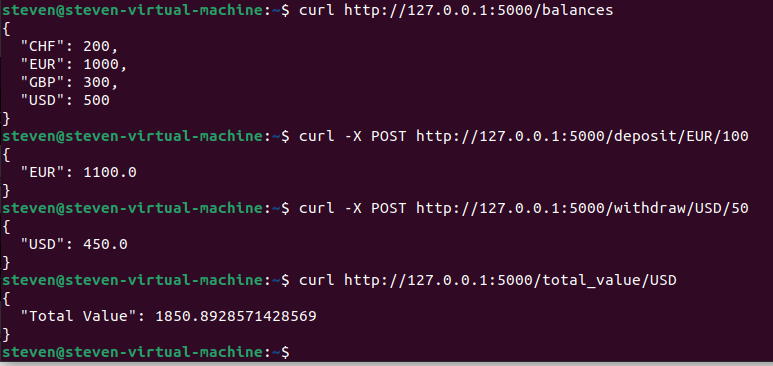 steven@steven-virtual-machine:~$ curl http://127.0.0.1:5000/balances
{
  "CHF": 200,
  "EUR": 1000,
  "GBP": 300,
  "USD": 500
}
steven@steven-virtual-machine:~$ curl -X POST http://127.0.0.1:5000/deposit/EUR/100
{
  "EUR": 1100.0
}
steven@steven-virtual-machine:~$ curl -X POST http://127.0.0.1:5000/withdraw/USD/50
{
  "USD": 450.0
}
steven@steven-virtual-machine:~$ curl http://127.0.0.1:5000/total_value/USD
{
  "Total Value": 1850.8928571428569
}
steven@steven-virtual-machine:~$